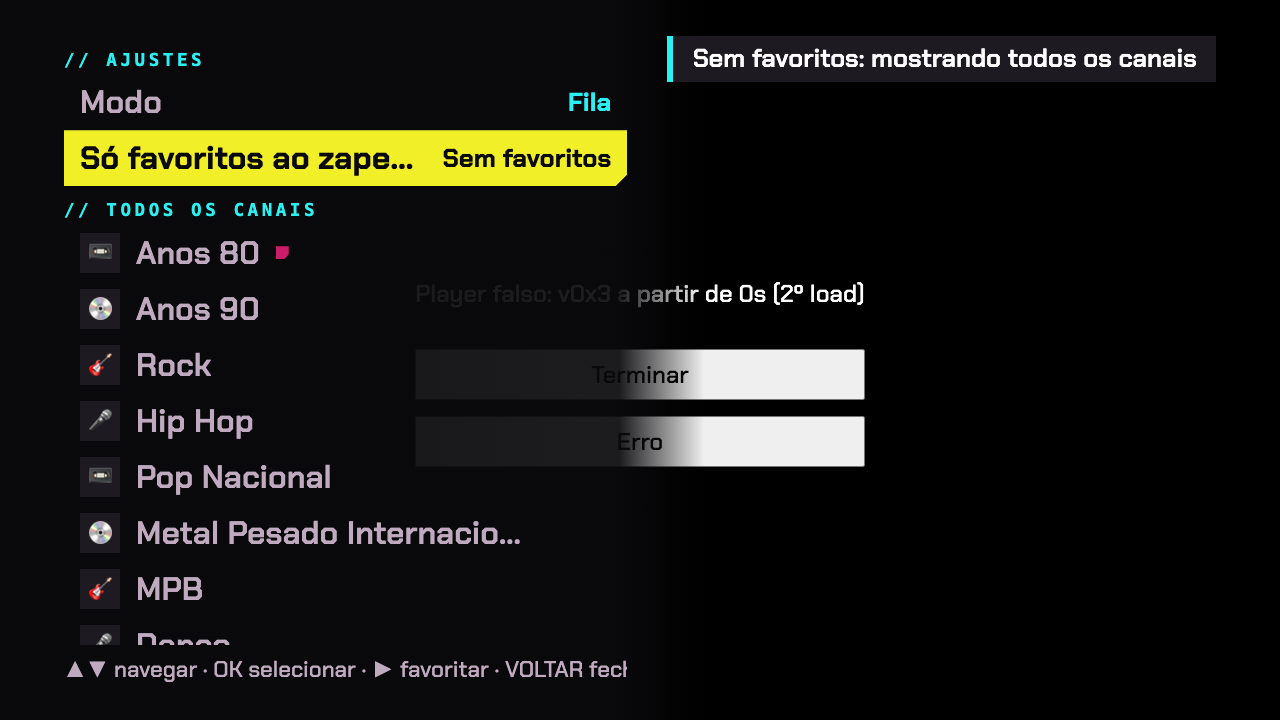 // AJUSTES
Sem favoritos: mostrando todos os canais
Modo Fila
Só favoritos ao zape... Sem favoritos
// TODOS OS CANAIS
Anos 80
Player falso: v0x3 a partir de 0s (2º load)
Anos 90
Rock
Terminar
Hip Hop
Erro
Pop Nacional
Metal Pesado Internacio...
MPB
Dance
▲▼ navegar · OK selecionar · ▶ favoritar · VOLTAR fech